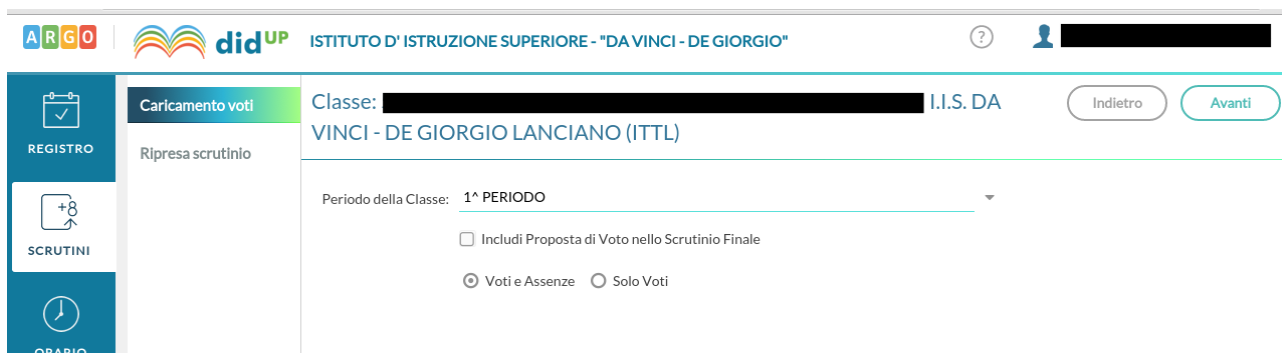 ARGO
didUP
ISTITUTO D' ISTRUZIONE SUPERIORE - "DA VINCI - DE GIORGIO"
?
REGISTRO
+8
SCRUTINI
ORARIO
Caricamento voti
Ripresa scrutinio
Classe: I.I.S. DA
VINCI - DE GIORGIO LANCIANO (ITTL)
Indietro
Avanti
Periodo della Classe: 1^ PERIODO
Includi Proposta di Voto nello Scrutinio Finale
Voti e Assenze Solo Voti